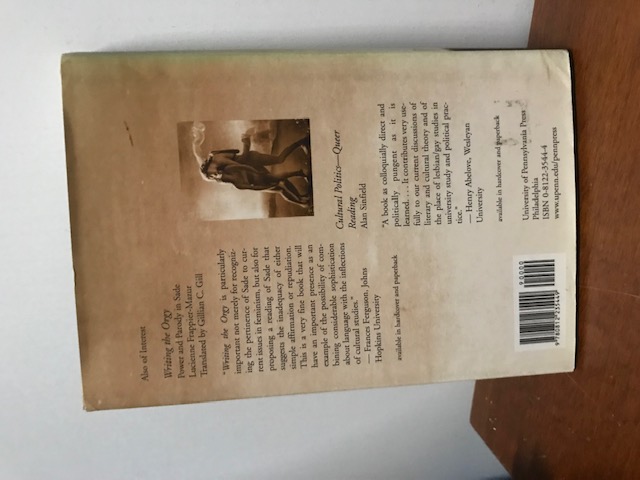 Also of Interest
Writing the Orgy
Power and Parody in Sade
Lucienne Frappier-Mazur
Translated by Gillian C. Gill
"Writing the Orgy is particularly
important not merely for recogniz-
ing the pertinence of Sade to cur-
rent issues in feminism, but also for
proposing a reading of Sade that
suggests the inadequacy of either
simple affirmation or repudiation.
This is a very fine book that will
have an important presence as an
example of the possibility of com-
bining considerable sophistication
about language with the inflections
of cultural studies."
— Frances Ferguson, Johns
Hopkins University
available in hardcover and paperback
Cultural Politics—Queer
Reading
Alan Sinfield
"A book as colloquially direct and
politically pungent as it is
learned. . . . It contributes very use-
fully to our current discussions of
literary and cultural theory and of
the place of lesbian/gay studies in
university study and political prac-
tice."
— Henry Abelove, Wesleyan
University
available in hardcover and paperback
University of Pennsylvania Press
Philadelphia
ISBN 0-8122-3544-4
www.upenn.edu/pennpress
90000
9 780812 235449